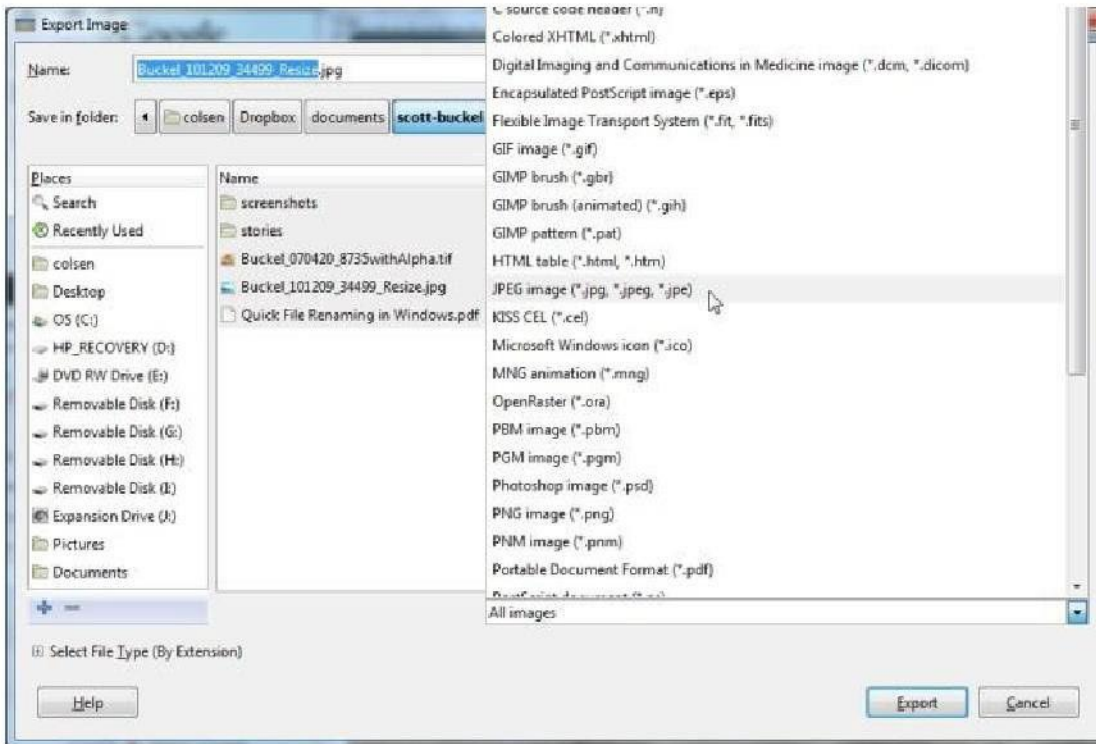 Export Image
Name:
Buckel_101209_34499_Resize.jpg
Save in folder:
colsen
Dropbox
documents
scott-buckel
Places
Search
Recently Used
colsen
Desktop
OS (C:)
HP_RECOVERY (D:)
DVD RW Drive (E:)
Removable Disk (F:)
Removable Disk (G:)
Removable Disk (H:)
Removable Disk (I:)
Expansion Drive (J:)
Pictures
Documents
Name
screenshots
stories
Buckel_070420_8735withAlpha.tif
Buckel_101209_34499_Resize.jpg
Quick File Renaming in Windows.pdf
C source code header (*.h)
Colored XHTML (*.xhtml)
Digital Imaging and Communications in Medicine image (*.dcm, *.dicom)
Encapsulated PostScript image (*.eps)
Flexible Image Transport System (*.fit, *.fits)
GIF image (*.gif)
GIMP brush (*.gbr)
GIMP brush (animated) (*.gih)
GIMP pattern (*.pat)
HTML table (*.html, *.htm)
JPEG image (*.jpg, *.jpeg, *.jpe)
KISS CEL (*.cel)
Microsoft Windows icon (*.ico)
MNG animation (*.mng)
OpenRaster (*.ora)
PBM image (*.pbm)
PGM image (*.pgm)
Photoshop image (*.psd)
PNG image (*.png)
PNM image (*.pnm)
Portable Document Format (*.pdf)
PostScript document (*.ps)
All images
Select File Type (By Extension)
Help
Export
Cancel